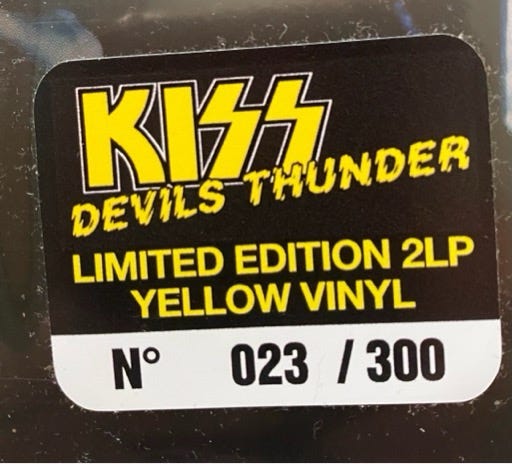 KISS
DEVILS THUNDER
LIMITED EDITION 2LP
YELLOW VINYL
N° 023 / 300